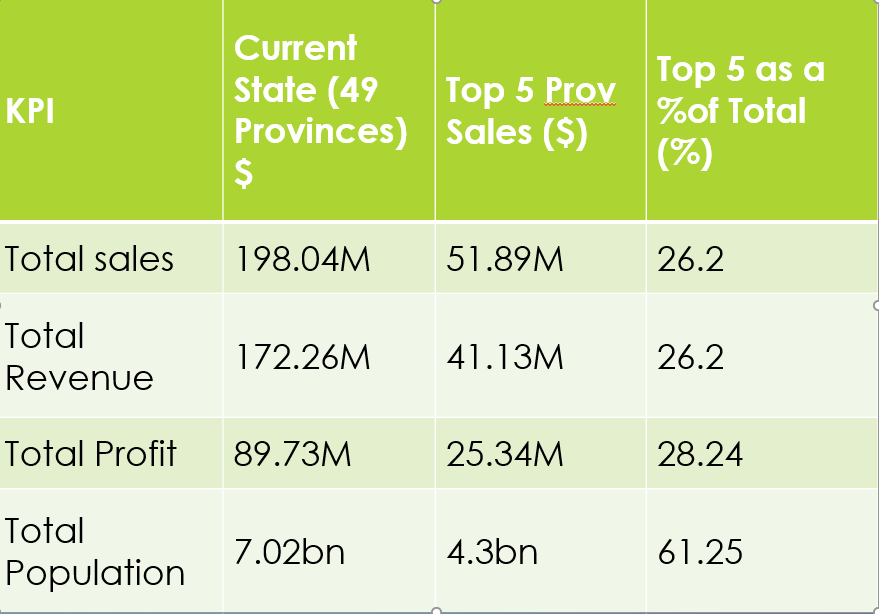 KPI
Current
State (49
Provinces)
$
Top 5 Prov
Sales ($)
Top 5 as a
%of Total
(%)
Total sales
198.04M
51.89M
26.2
Total
Revenue
172.26M
41.13M
26.2
Total Profit
89.73M
25.34M
28.24
Total
Population
7.02bn
4.3bn
61.25